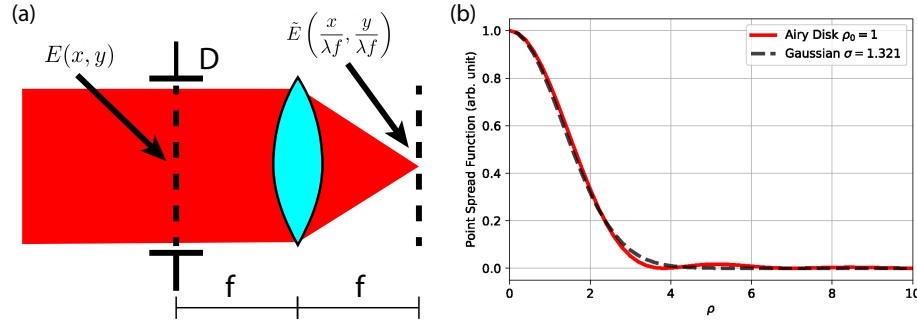 (a)
E(x, y)
D
Ẽ(x/λf, y/λf)
f
f
(b)
Point Spread Function (arb. unit)
1.0
0.8
0.6
0.4
0.2
0.0
0
2
4
6
8
10
ρ
Airy Disk ρ₀ = 1
Gaussian σ = 1.321